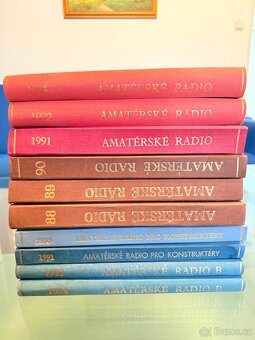 AMATÉRSKÉ RADIO
AMATÉRSKÉ RADIO
1991 AMATÉRSKÉ RADIO
90 AMATÉRSKÉ RADIO
89 AMATÉRSKÉ RADIO
88 AMATÉRSKÉ RADIO
AMATÉRSKÉ RADIO PRO KONSTRUKTÉRY
1991 AMATÉRSKÉ RADIO PRO KONSTRUKTÉRY
AMATÉRSKÉ RADIO B
AMATÉRSKÉ RADIO B
Bazoš.cz